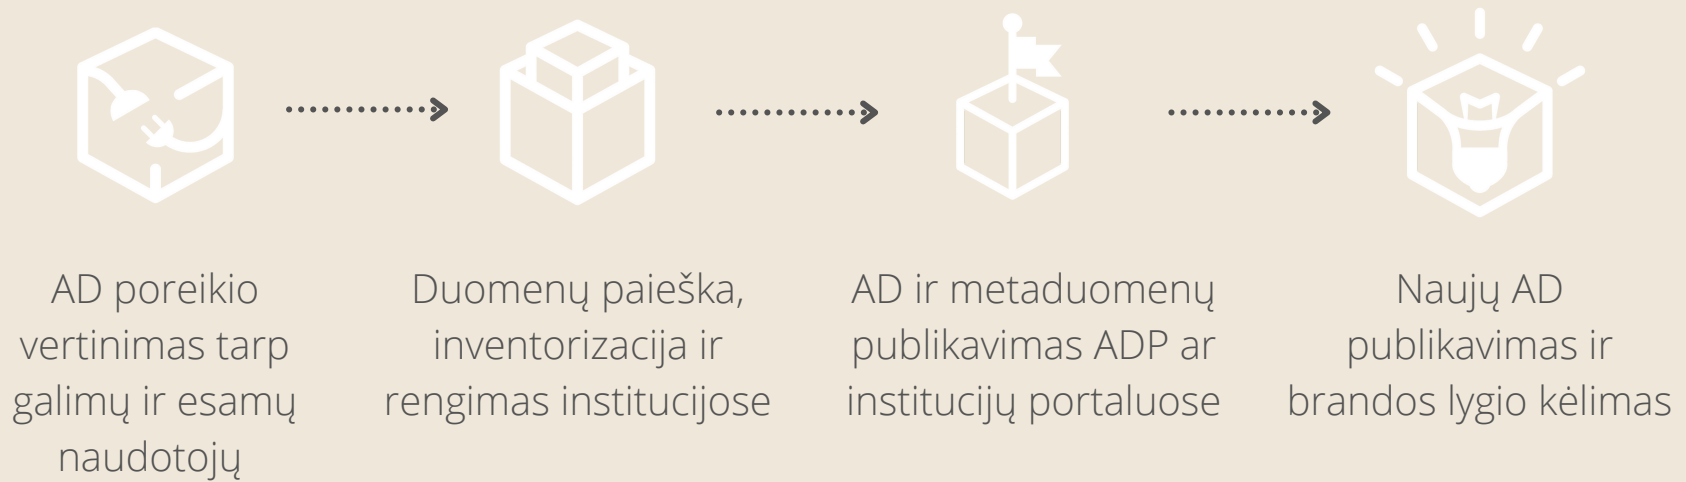 AD poreikio
vertinimas tarp
galimų ir esamų
naudotojų
Duomenų paieška,
inventorizacija ir
rengimas institucijose
AD ir metaduomenų
publikavimas ADP ar
institucijų portaluose
Naujų AD
publikavimas ir
brandos lygio kėlimas